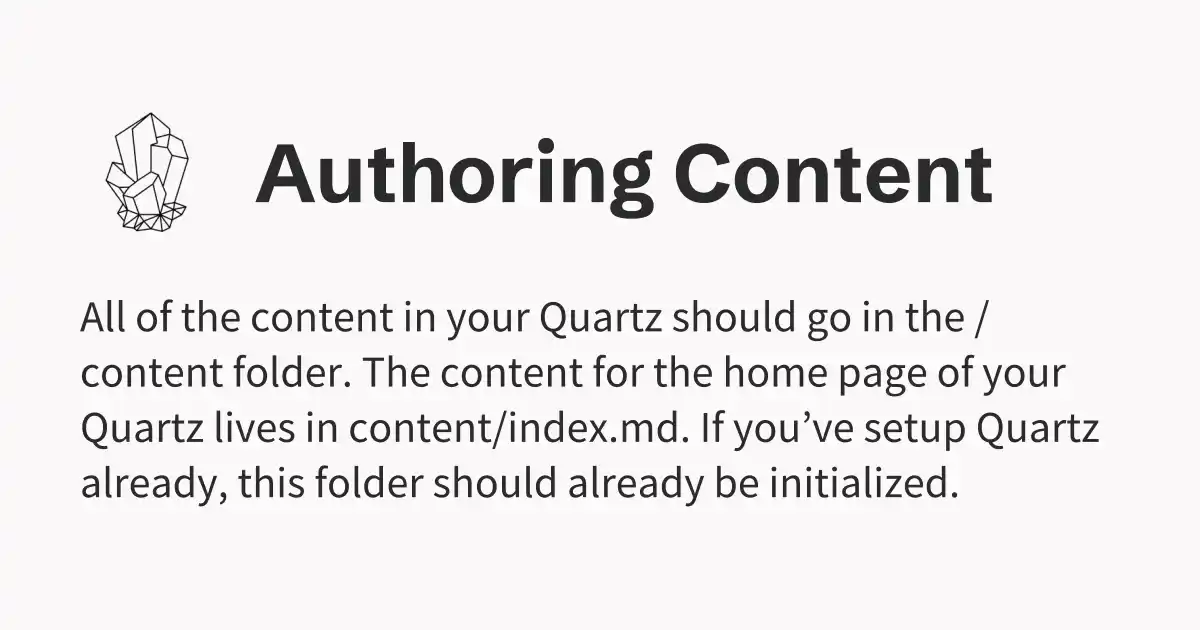 Authoring Content
All of the content in your Quartz should go in the /
content folder. The content for the home page of your
Quartz lives in content/index.md. If you’ve setup Quartz
already, this folder should already be initialized.